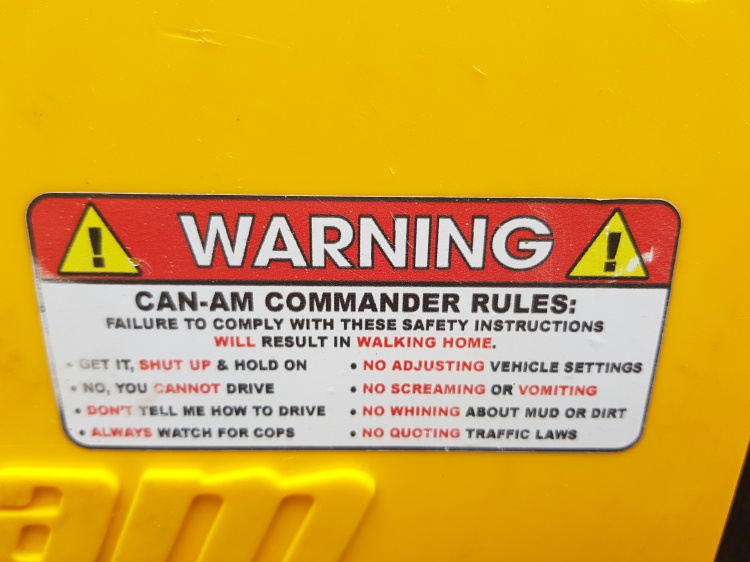 WARNING
CAN-AM COMMANDER RULES:
FAILURE TO COMPLY WITH THESE SAFETY INSTRUCTIONS
WILL RESULT IN WALKING HOME.
• GET IT, SHUT UP & HOLD ON
• NO, YOU CANNOT DRIVE
• DON'T TELL ME HOW TO DRIVE
• ALWAYS WATCH FOR COPS
• NO ADJUSTING VEHICLE SETTINGS
• NO SCREAMING OR VOMITING
• NO WHINING ABOUT MUD OR DIRT
• NO QUOTING TRAFFIC LAWS
am